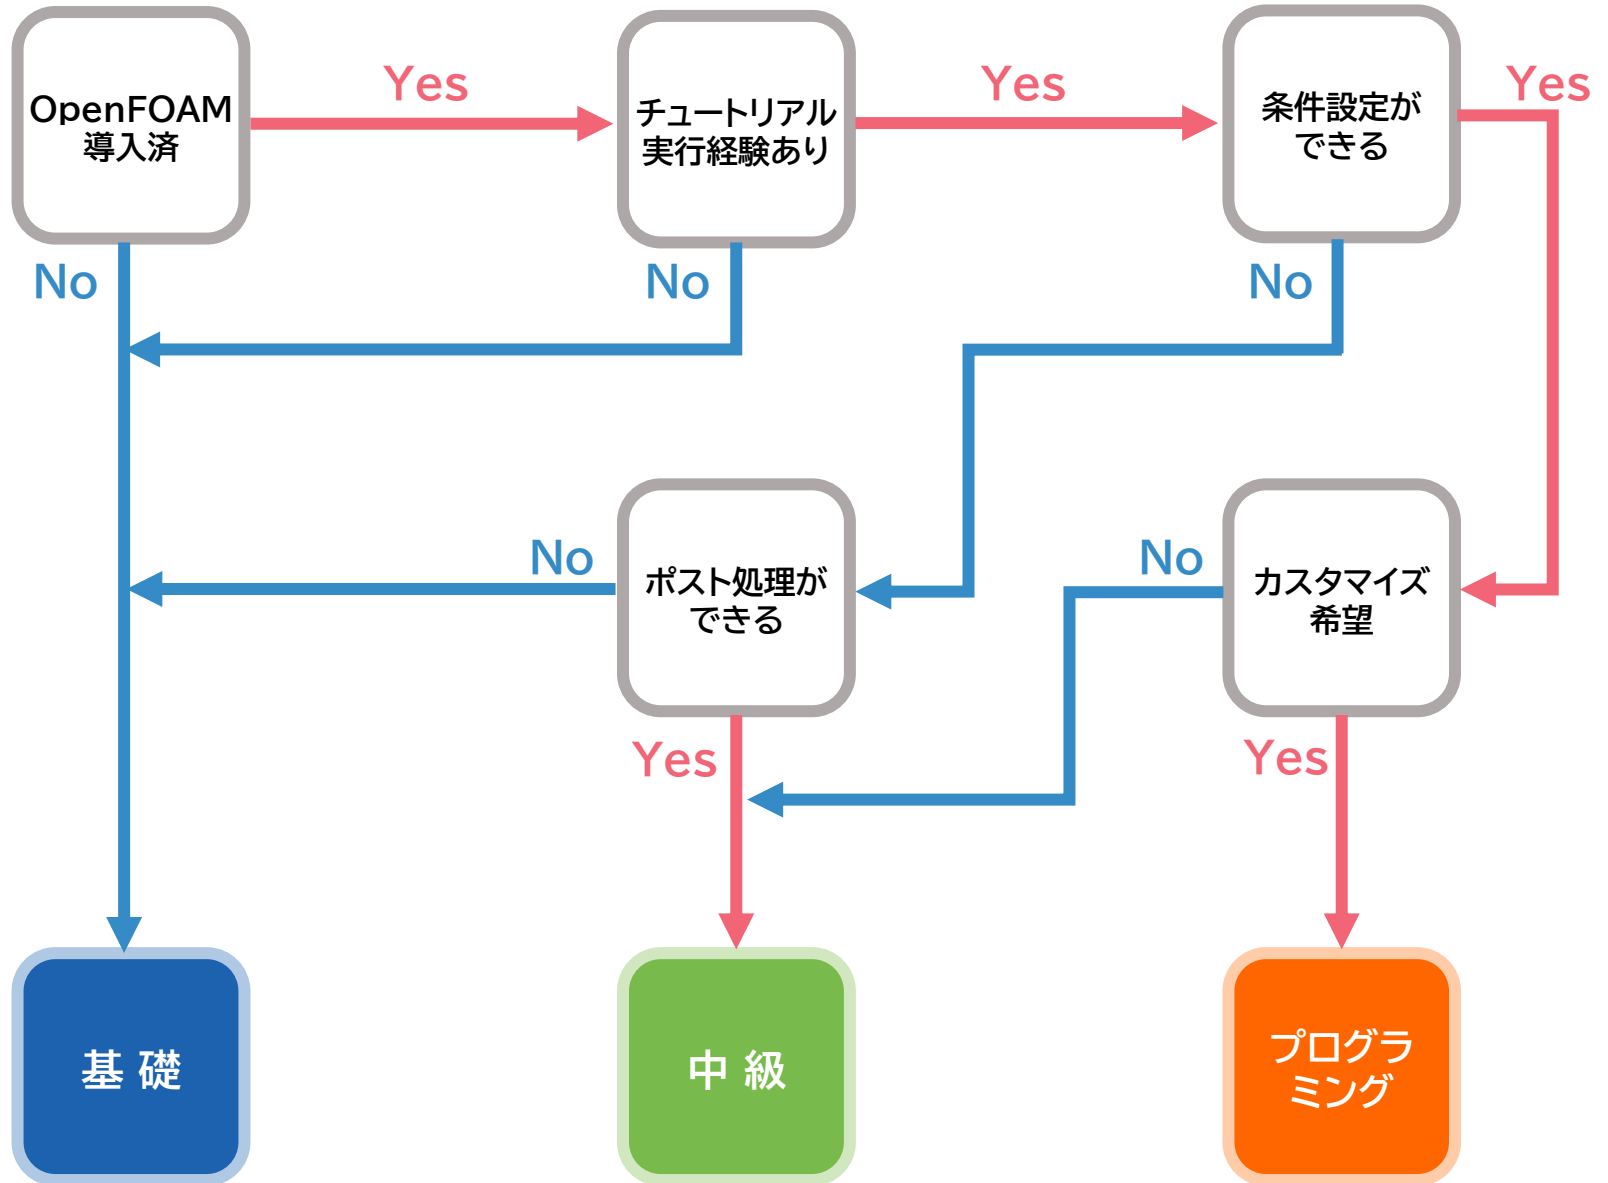 OpenFOAM
導入済
Yes
チュートリアル
実行経験あり
Yes
条件設定が
できる
Yes
No
No
No
No
ポスト処理が
できる
No
カスタマイズ
希望
Yes
Yes
基 礎
中 級
プログラ
ミング